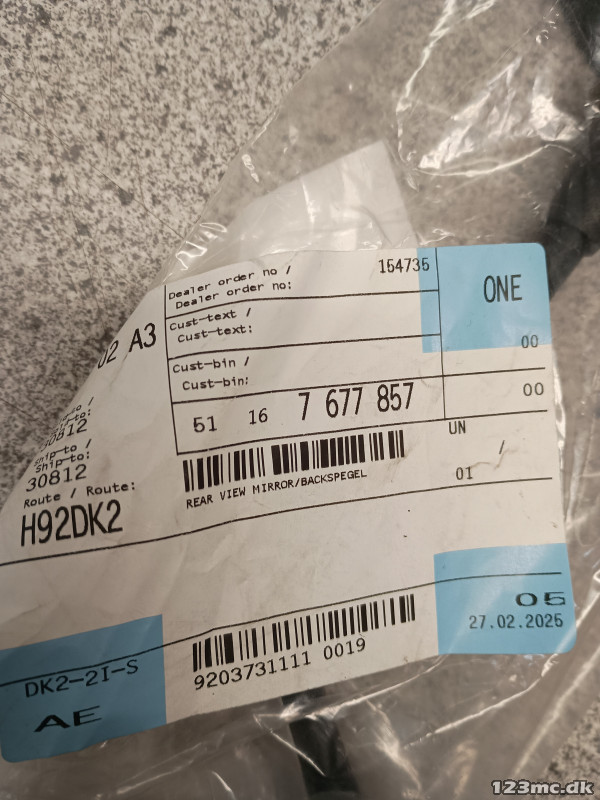 Dealer order no /
Dealer order no:
154735
ONE
Cust-text /
Cust-text:
00
Cust-bin /
Cust-bin:
51 16 7 677 857
00
UN
/
01
REAR VIEW MIRROR/BACKSPEGEL
A3
30812
Ship-to /
Ship-to:
30812
Route / Route:
H92DK2
05
27.02.2025
9203731111 0019
DK2-2I-S
AE
123mc.dk